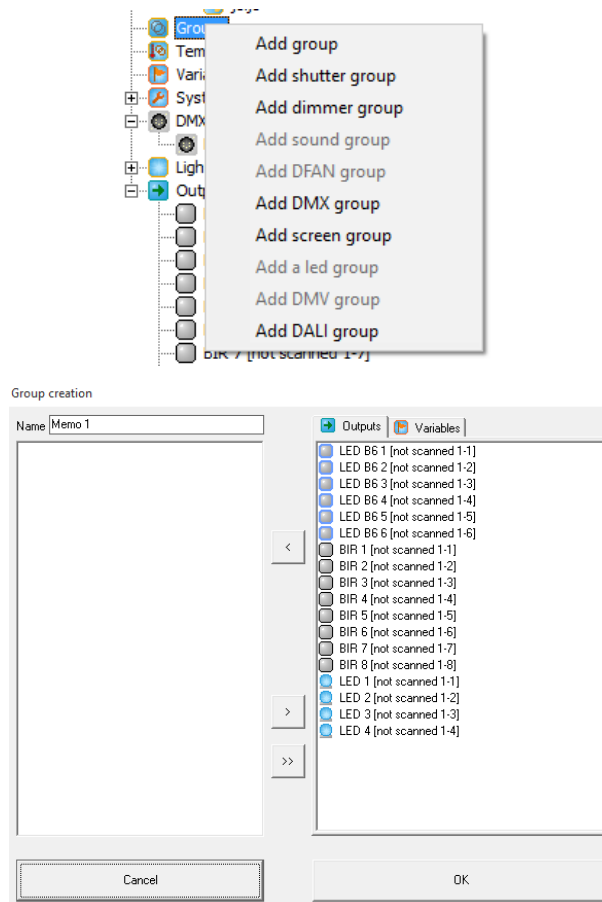 Add group
Add shutter group
Add dimmer group
Add sound group
Add DFAN group
Add DMX group
Add screen group
Add a led group
Add DMV group
Add DALI group
DMX
BIR 7 [not scanned 1-7]
Group creation
Name Memo 1
Outputs Variables
LED B6 1 [not scanned 1-1]
LED B6 2 [not scanned 1-2]
LED B6 3 [not scanned 1-3]
LED B6 4 [not scanned 1-4]
LED B6 5 [not scanned 1-5]
LED B6 6 [not scanned 1-6]
BIR 1 [not scanned 1-1]
BIR 2 [not scanned 1-2]
BIR 3 [not scanned 1-3]
BIR 4 [not scanned 1-4]
BIR 5 [not scanned 1-5]
BIR 6 [not scanned 1-6]
BIR 7 [not scanned 1-7]
BIR 8 [not scanned 1-8]
LED 1 [not scanned 1-1]
LED 2 [not scanned 1-2]
LED 3 [not scanned 1-3]
LED 4 [not scanned 1-4]
<
>
>>
Cancel
OK